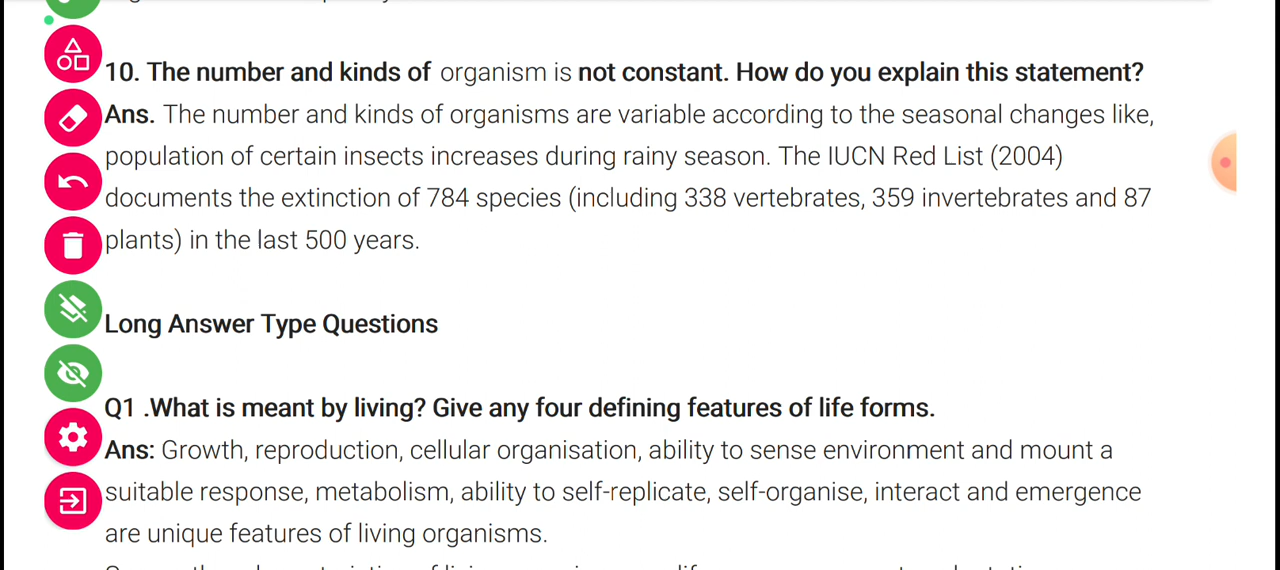 10. The number and kinds of organism is not constant. How do you explain this statement?
Ans. The number and kinds of organisms are variable according to the seasonal changes like,
population of certain insects increases during rainy season. The IUCN Red List (2004)
documents the extinction of 784 species (including 338 vertebrates, 359 invertebrates and 87
plants) in the last 500 years.
Long Answer Type Questions
Q1 .What is meant by living? Give any four defining features of life forms.
Ans: Growth, reproduction, cellular organisation, ability to sense environment and mount a
suitable response, metabolism, ability to self-replicate, self-organise, interact and emergence
are unique features of living organisms.